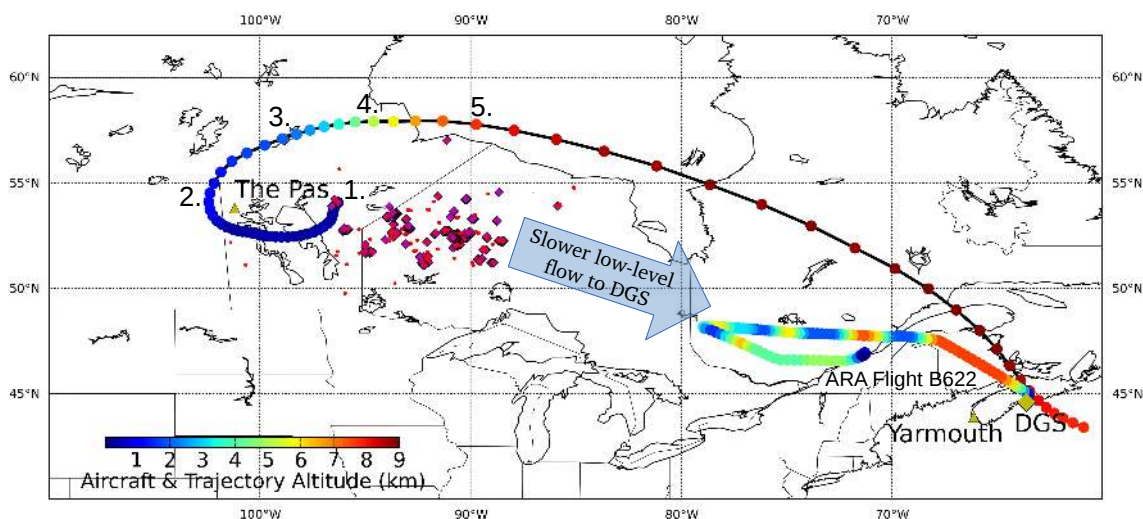 100°W 90°W 80°W 70°W
60°N 60°N
3. 4. 5.
55°N 55°N
2. The Pas 1.
Slower low-level
flow to DGS
50°N 50°N
ARA Flight B622
45°N 45°N
Yarmouth DGS
1 2 3 4 5 6 7 8 9
Aircraft & Trajectory Altitude (km)
100°W 90°W 80°W 70°W